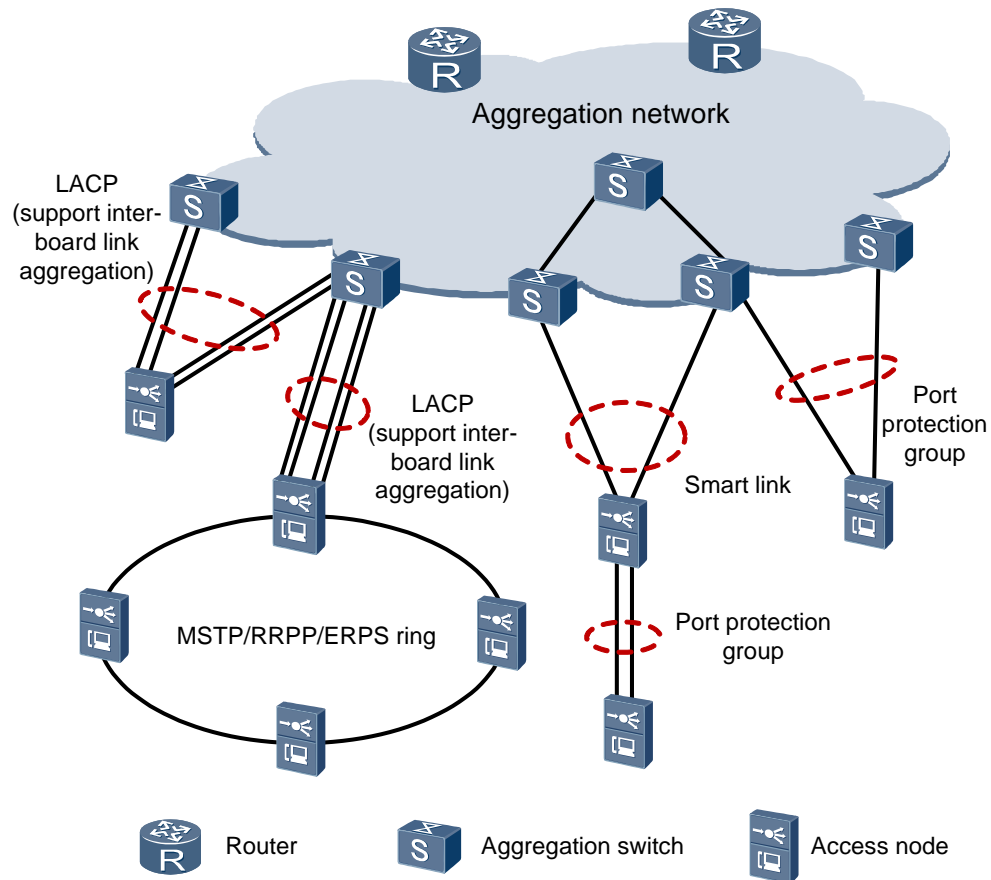 R
R
Aggregation network
LACP
(support inter-
board link
aggregation)
S
S
S
S
S
S
LACP
(support inter-
board link
aggregation)
Port
protection
group
Smart link
MSTP/RRPP/ERPS ring
Port protection
group
R
Router
S
Aggregation switch
Access node